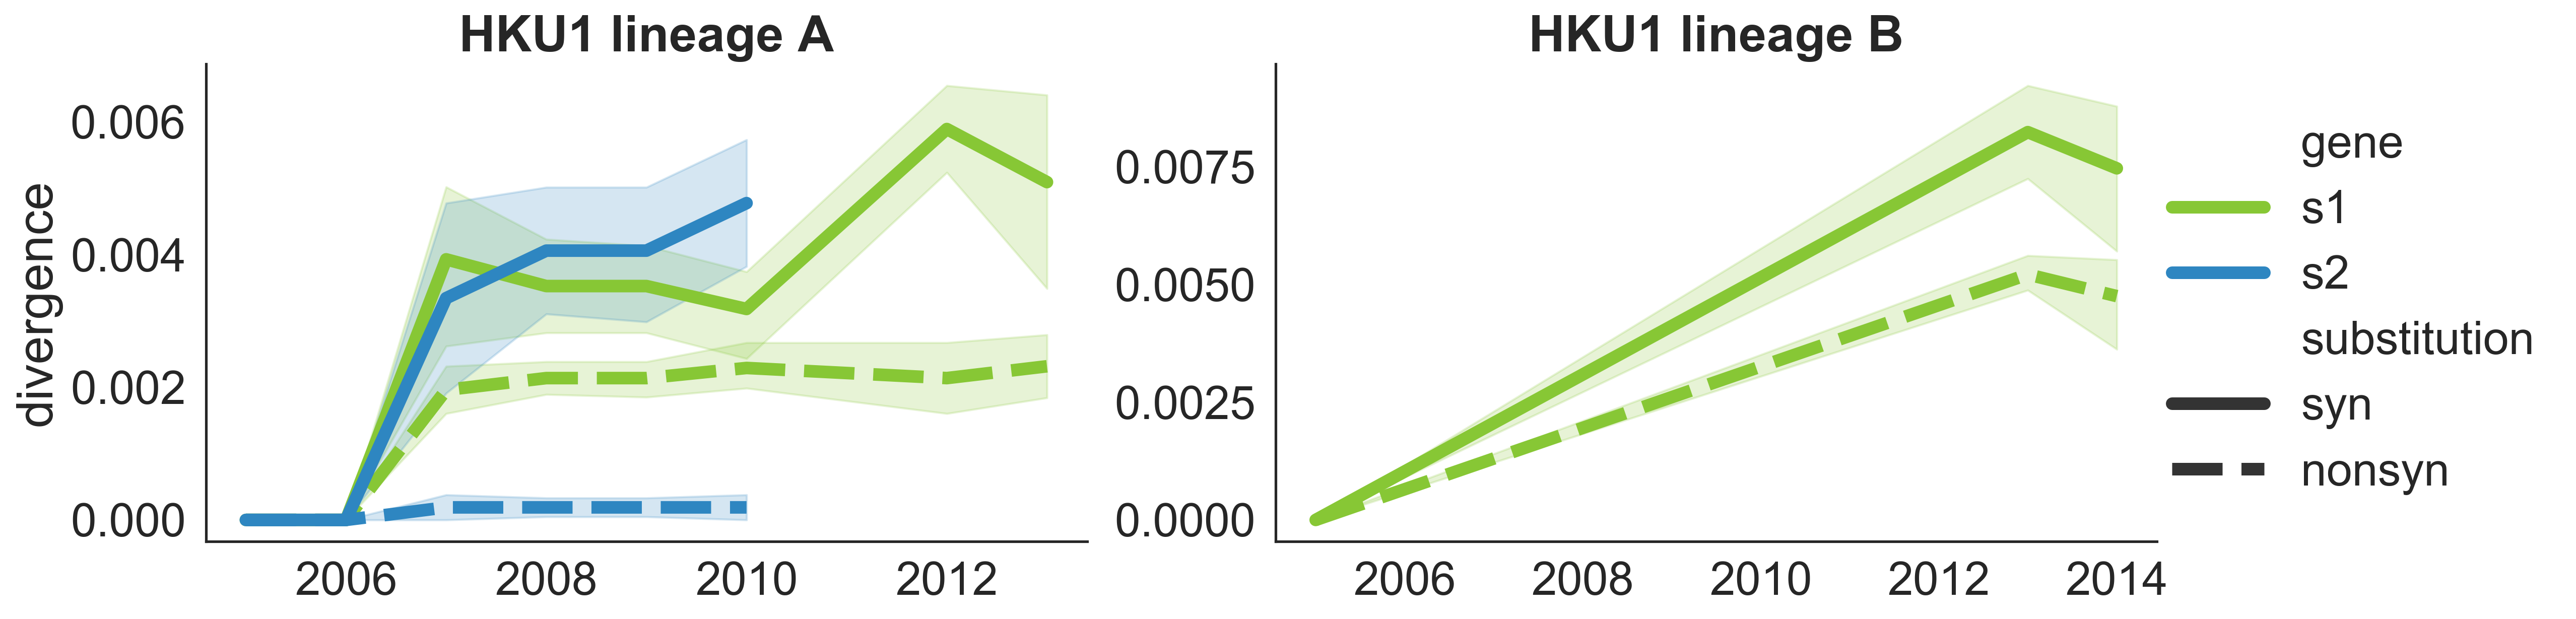 HKU1 lineage A
HKU1 lineage B
divergence
0.006
0.004
0.002
0.000
2006
2008
2010
2012
0.0075
0.0050
0.0025
0.0000
2006
2008
2010
2012
2014
gene
s1
s2
substitution
syn
nonsyn